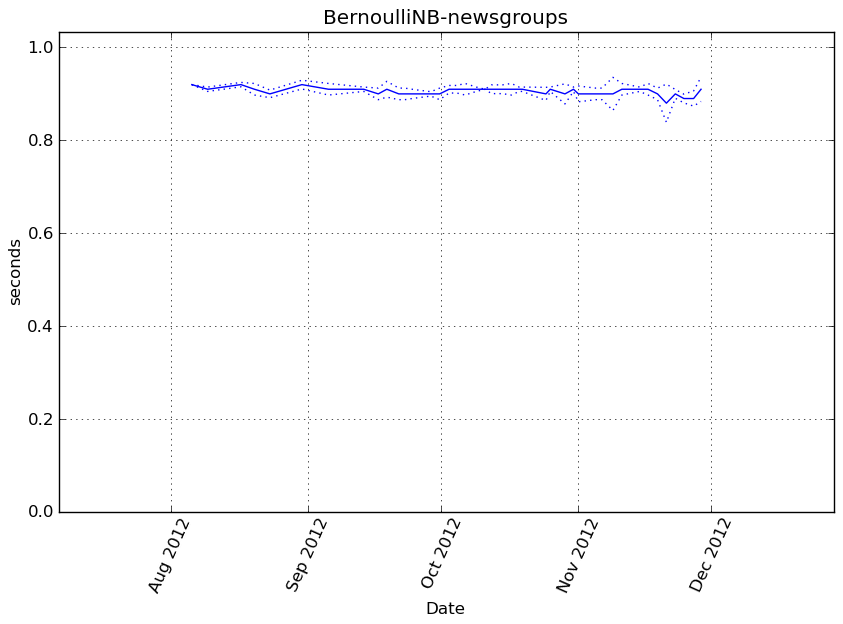 BernoulliNB-newsgroups
1.0
0.8
0.6
0.4
0.2
0.0
seconds
Aug 2012
Sep 2012
Oct 2012
Nov 2012
Dec 2012
Date